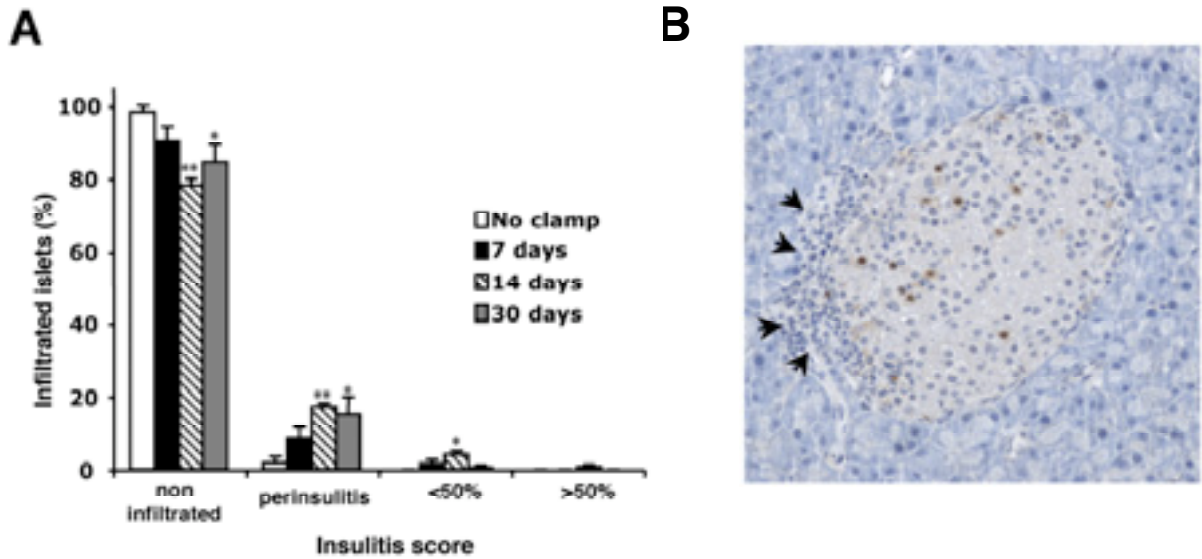 A
B
Infiltrated islets (%)
100
80
60
40
20
0
**
*
**
*
*
No clamp
7 days
14 days
30 days
non
infiltrated
perinsulitis
<50%
>50%
Insulitis score